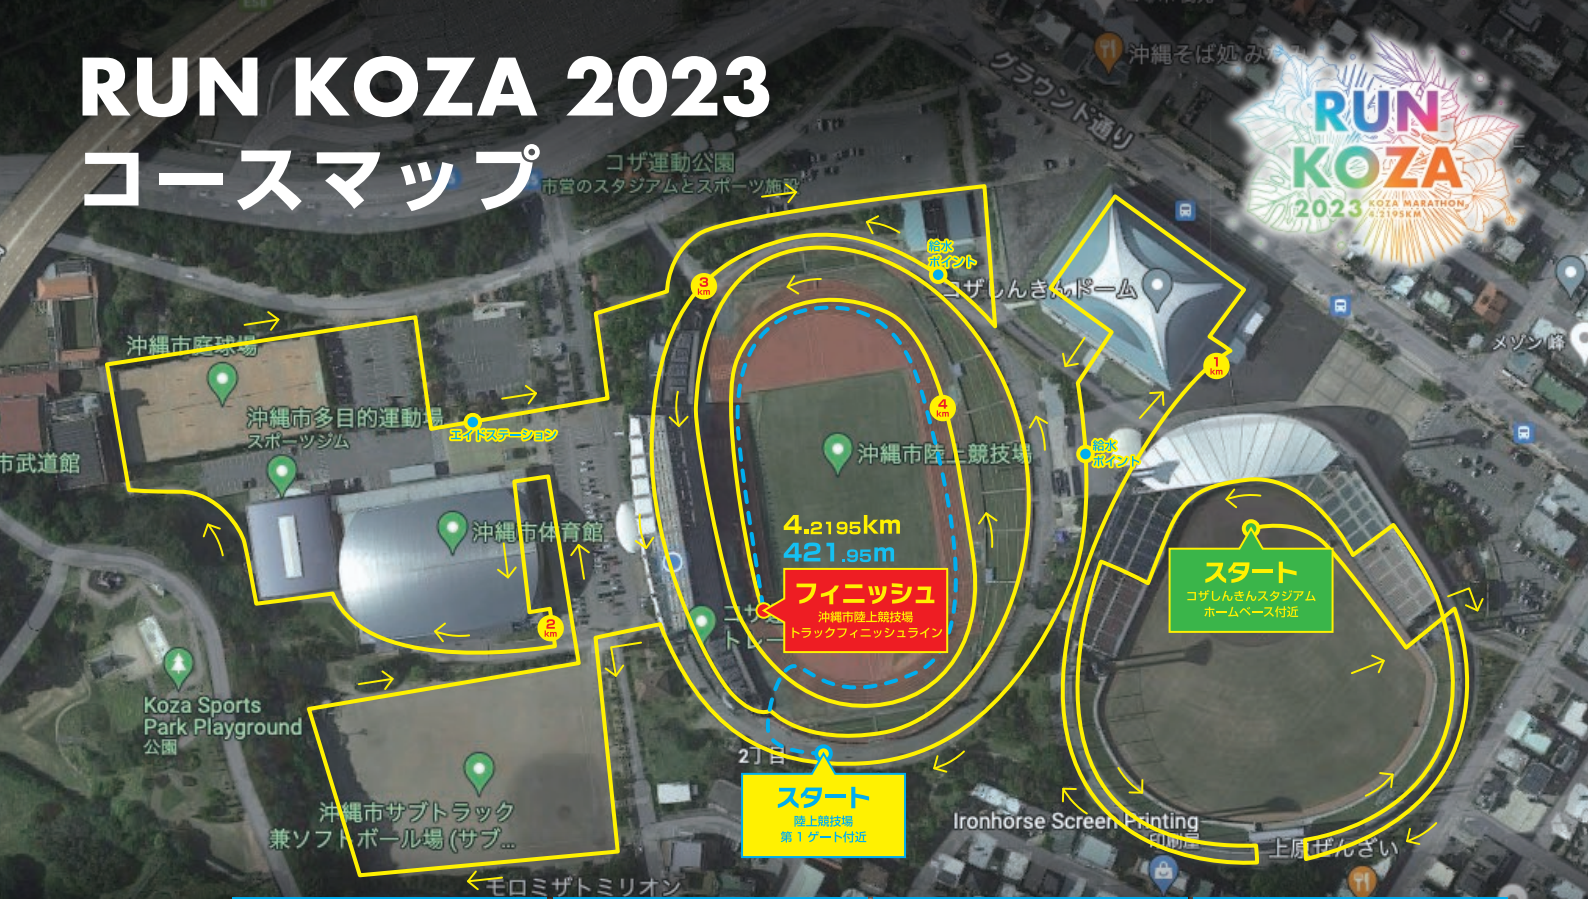 RUN KOZA 2023
コースマップ
コザ運動公園
市営のスタジアムとスポーツ施設
グラウンド通り
沖縄そば処 み
RUN
KOZA
2023 KOZA MARATHON
4.2195KM
給水
ポイント
コザしんきんドーム
メゾン 峰
3
km
1
km
4
km
2
km
沖縄市庭球場
沖縄市多目的運動場
スポーツジム
エイドステーション
市武道館
沖縄市体育館
沖縄市陸上競技場
給水
ポイント
4.2195km
421.95m
フィニッシュ
沖縄市陸上競技場
トラックフィニッシュライン
スタート
コザしんきんスタジアム
ホームベース付近
Koza Sports
Park Playground
公園
2丁目
スタート
陸上競技場
第1ゲート付近
沖縄市サブトラック
兼ソフトボール場 (サブ...
モロミザトミリオン
Ironhorse Screen Printing
印刷屋
上原ぜんざい